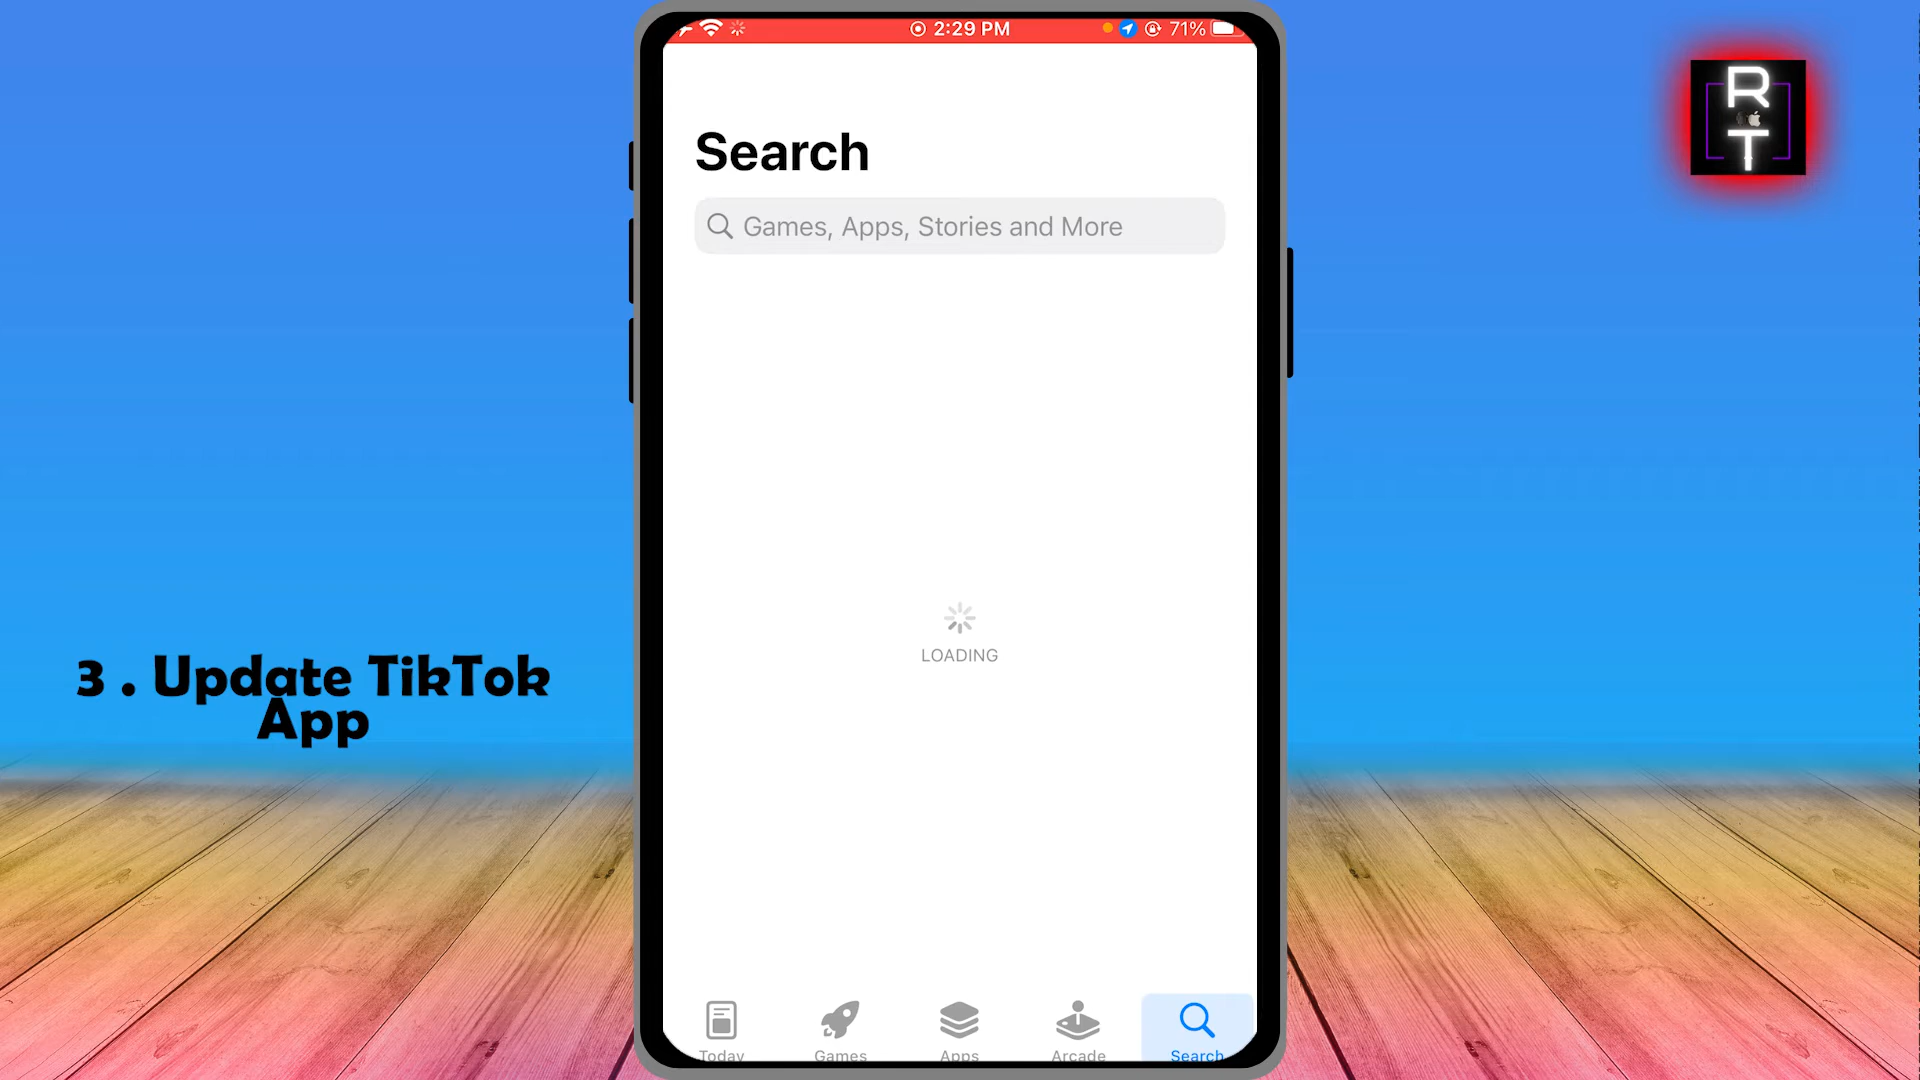 2:29 PM
71%
R
T
Search
Games, Apps, Stories and More
LOADING
3 . Update TikTok
App
Today
Games
Apps
Arcade
Search